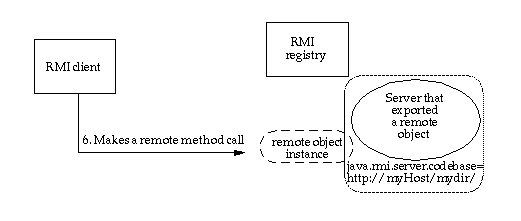 RMI client
RMI
registry
Server that
exported
a remote
object
6. Makes a remote method call
remote object
instance
java.rmi.server.codebase=
http://myHost/mydir/